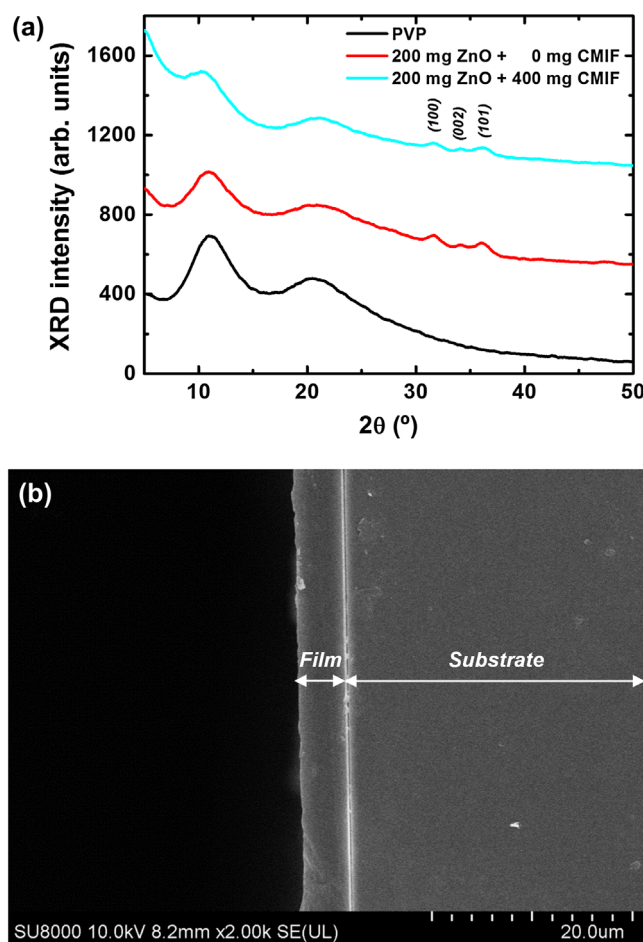 (a)
1600
1200
800
400
0
XRD intensity (arb. units)
PVP
200 mg ZnO + 0 mg CMIF
200 mg ZnO + 400 mg CMIF
(100)
(002)
(101)
10
20
30
40
50
2θ (º)
(b)
Film
Substrate
SU8000 10.0kV 8.2mm x2.00k SE(UL)
20.0um